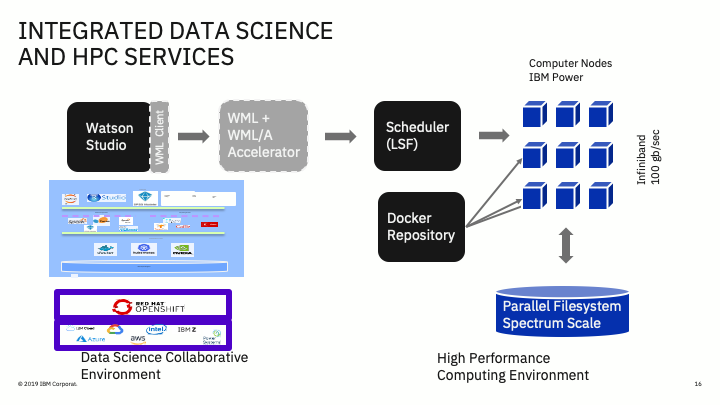 INTEGRATED DATA SCIENCE
AND HPC SERVICES
Computer Nodes
IBM Power
Watson
Studio
WML Client
WML +
WML/A
Accelerator
Scheduler
(LSF)
Infiniband
100 gb/sec
Studio
Docker
Repository
NVIDIA
RED HAT
OPENSHIFT
IBM Cloud
intel
IBM Z
Azure
aws
Power
Systems
Parallel Filesystem
Spectrum Scale
Data Science Collaborative
Environment
High Performance
Computing Environment
© 2019 IBM Corporat.
16